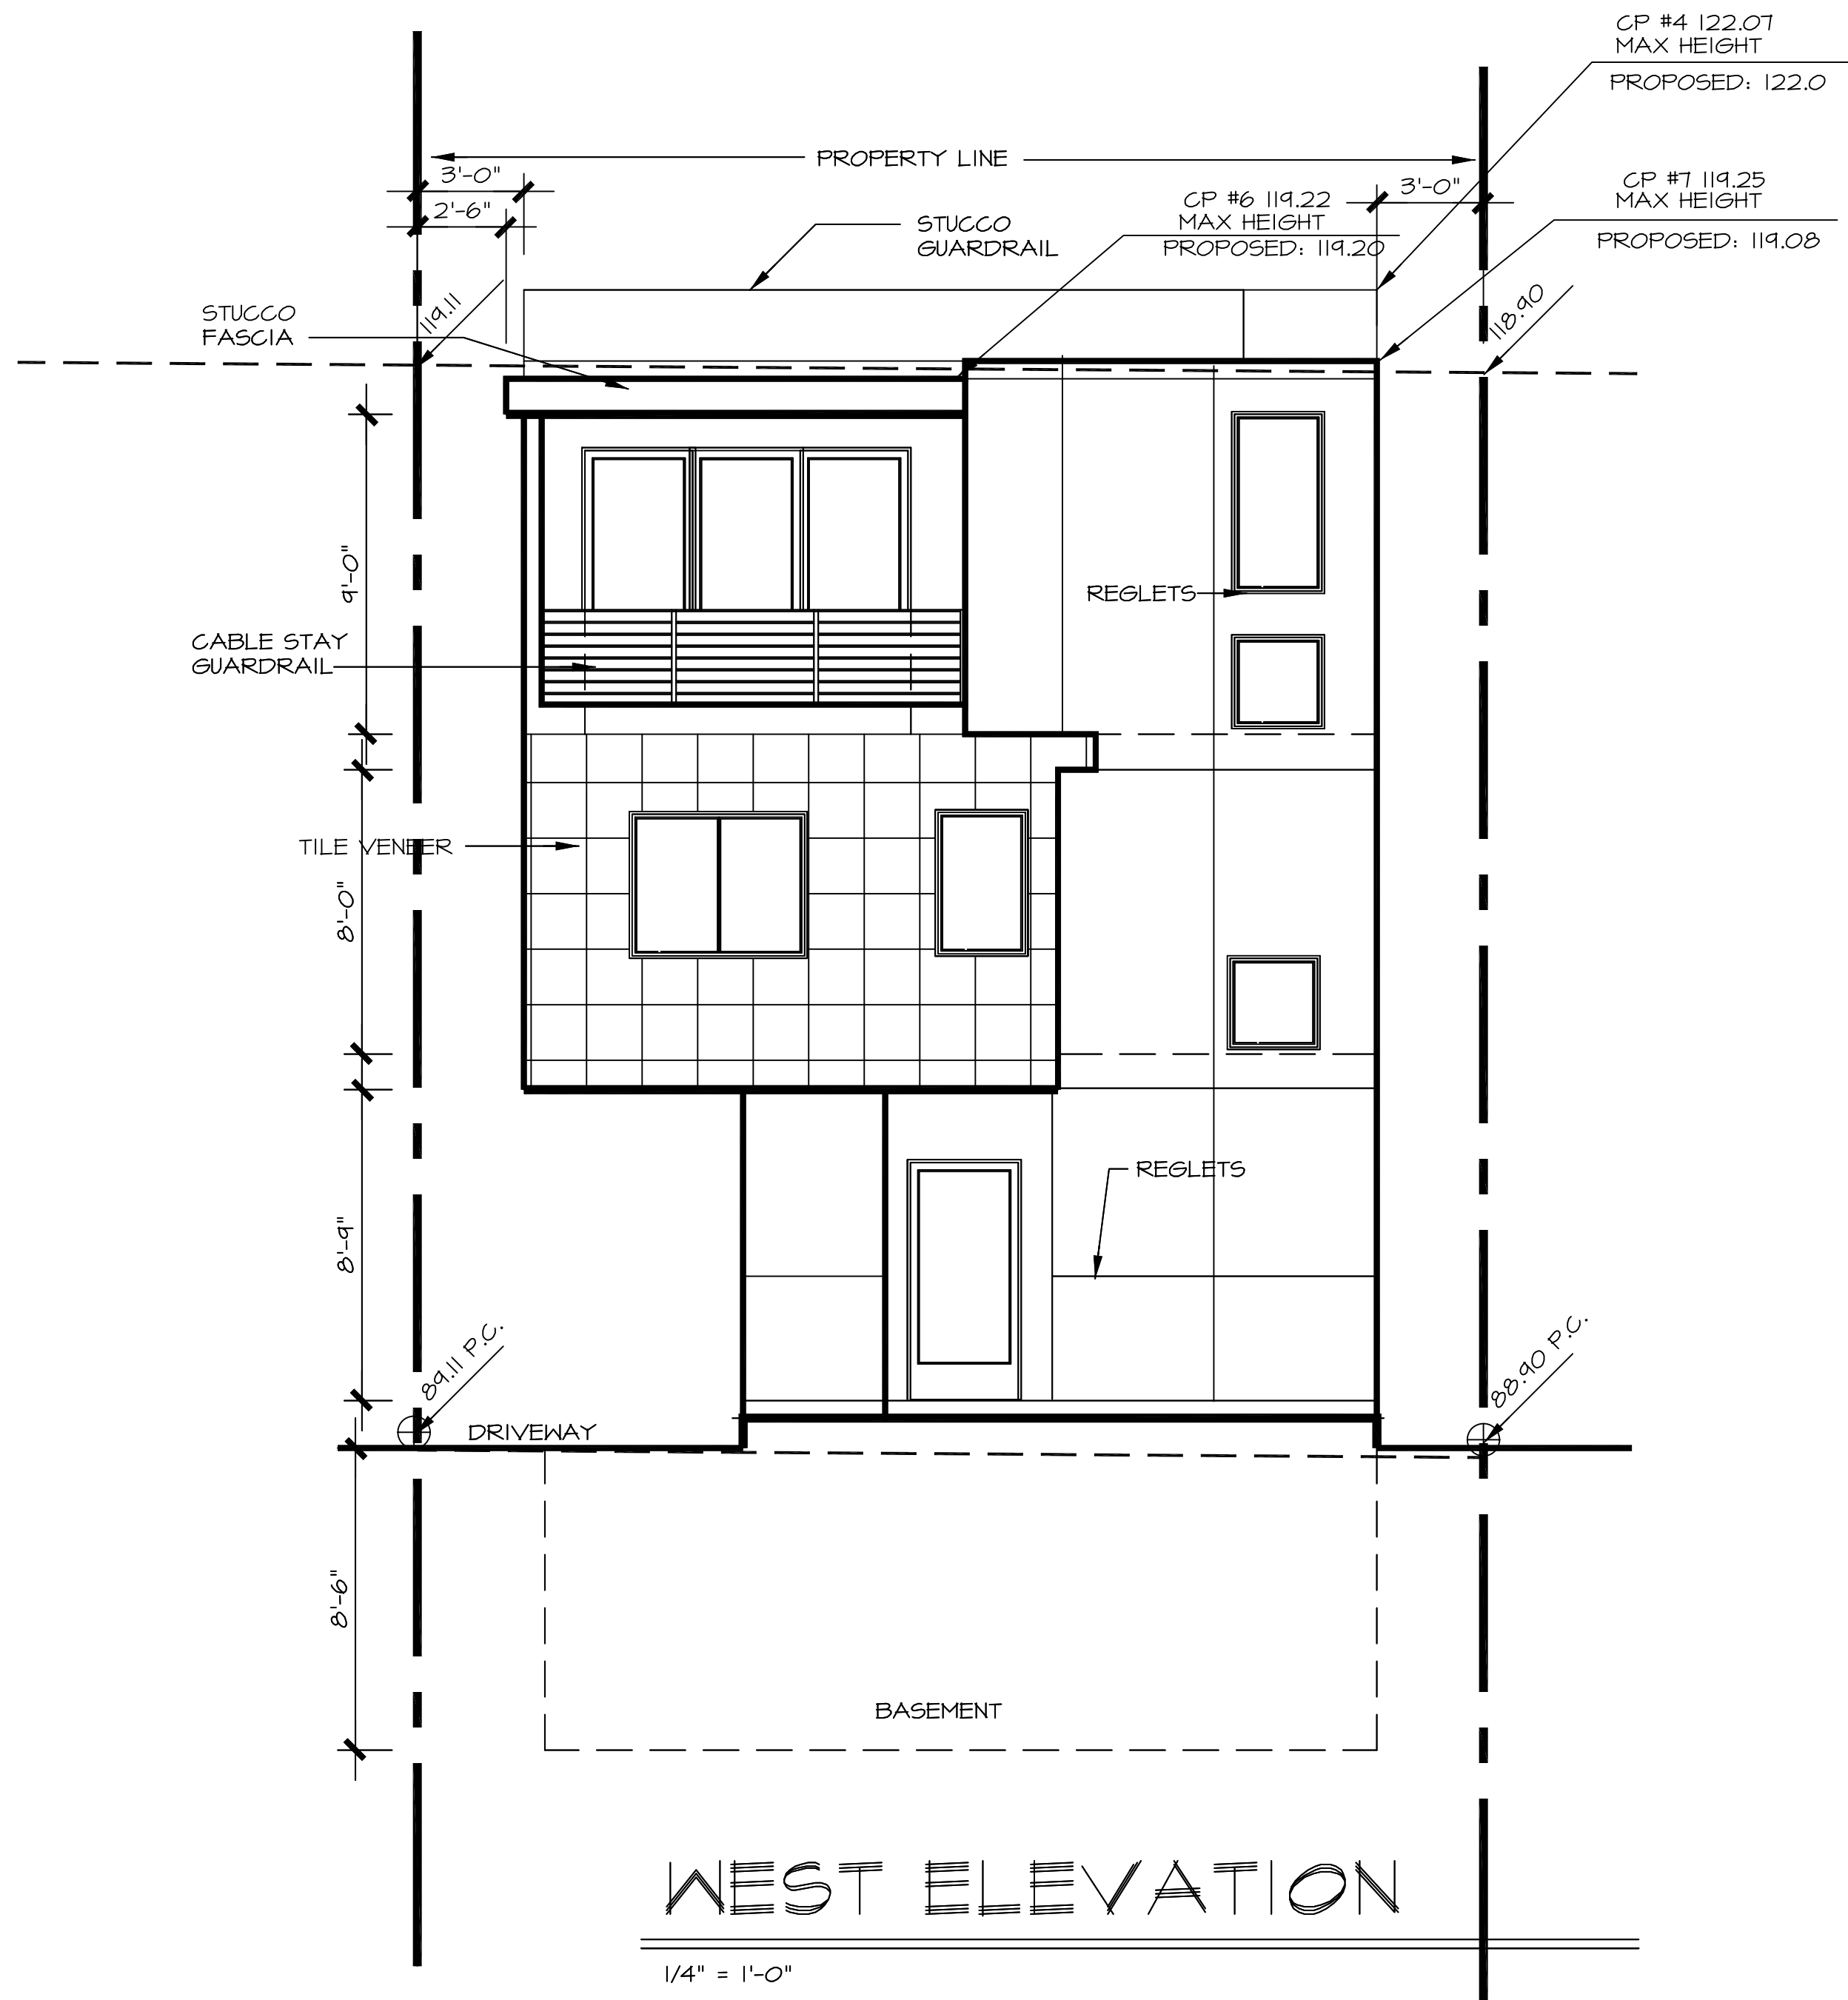 CP #4 122.07
MAX HEIGHT
PROPOSED: 122.0
PROPERTY LINE
3'-0"
2'-6"
3'-0"
CP #7 119.25
MAX HEIGHT
PROPOSED: 119.08
CP #6 119.22
MAX HEIGHT
PROPOSED: 119.20
STUCCO
GUARDRAIL
STUCCO
FASCIA
119.11
118.90
9'-0"
REGLETS
CABLE STAY
GUARDRAIL
TILE VENEER
8'-0"
REGLETS
8'-9"
89.11 P.C.
88.90 P.C.
DRIVEWAY
8'-6"
BASEMENT
WEST ELEVATION
1/4" = 1'-0"